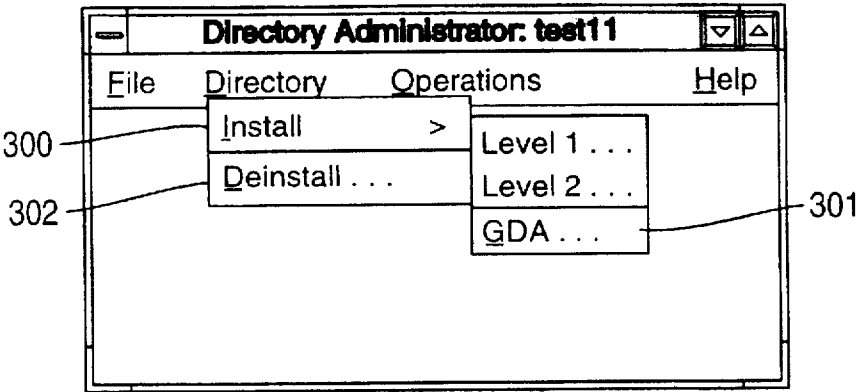 Directory Administrator: test11
File Directory Operations Help
300 Install > Level 1 . . .
Level 2 . . .
302 Deinstall . . .
GDA . . . 301